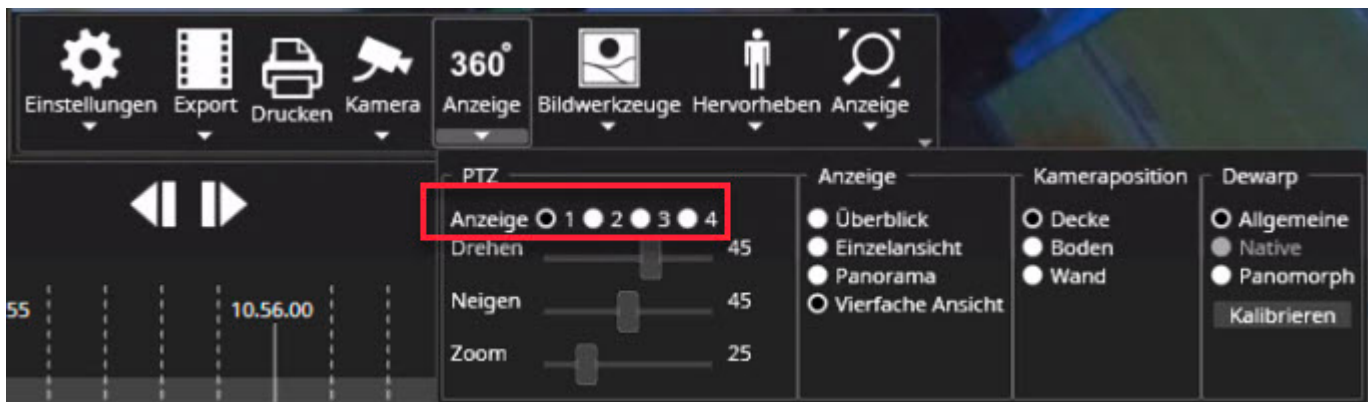 360°
Einstellungen Export Drucken Kamera Anzeige Bildwerkzeuge Hervorheben Anzeige
PTZ
Anzeige 1 2 3 4
Drehen 45
Neigen 45
Zoom 25
Anzeige
Überblick
Einzelansicht
Panorama
Vierfache Ansicht
Kameraposition
Decke
Boden
Wand
Dewarp
Allgemeine
Native
Panomorph
Kalibrieren
55 10.56.00